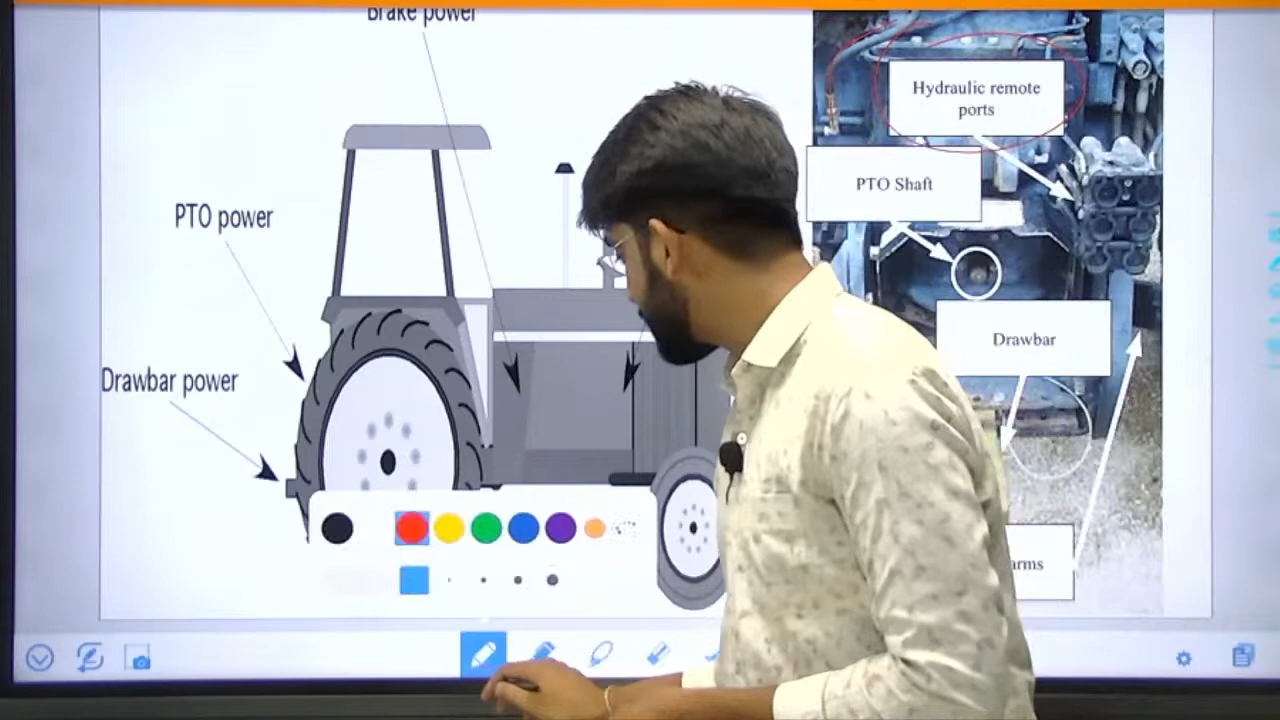 Brake power
Hydraulic remote
ports
PTO Shaft
PTO power
Drawbar
Drawbar power
arms